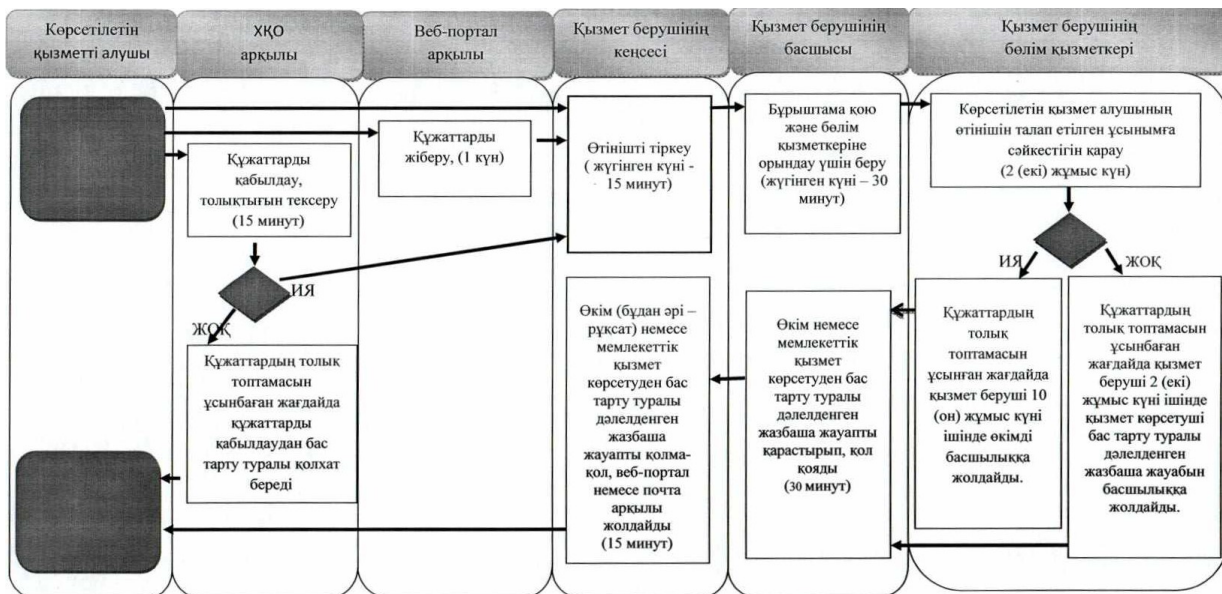 Көрсетілетін
қызметті алушы
ХҚО
арқылы
Веб-портал
арқылы
Қызмет берушінің
кеңсесі
Қызмет берушінің
басшысы
Қызмет берушінің
бөлім қызметкері
Құжаттарды
қабылдау,
толықтығын тексеру
(15 минут)
ИЯ
ЖОҚ
Құжаттардың толық
топтамасын
ұсынбаған жағдайда
құжаттарды
қабылдаудан бас
тарту туралы қолхат
береді
Құжаттарды
жіберу, (1 күн)
Өтінішті тіркеу
( жүгінген күні -
15 минут)
Бұрыштама қою
және бөлім
қызметкеріне
орындау үшін беру
(жүгінген күні – 30
минут)
Көрсетілетін қызмет алушының
өтінішін талап етілген ұсынымға
сәйкестігін қарау
(2 (екі) жұмыс күн)
ИЯ
ЖОҚ
Құжаттардың
толық
топтамасын
ұсынған жағдайда
қызмет беруші 10
(он) жұмыс күні
ішінде өкімді
басшылыққа
жолдайды.
Құжаттардың
толық топтамасын
ұсынбаған
жағдайда қызмет
беруші 2 (екі)
жұмыс күні ішінде
қызмет көрсетуші
бас тарту туралы
дәлелденген
жазбаша жауабын
басшылыққа
жолдайды.
Өкім немесе
мемлекеттік
қызмет
көрсетуден бас
тарту туралы
дәлелденген
жазбаша жауапты
қарастырып, қол
қояды
(30 минут)
Өкім (бұдан әрі –
рұқсат) немесе
мемлекеттік
қызмет
көрсетуден бас
тарту туралы
дәлелденген
жазбаша
жауапты қолма-
қол, веб-портал
немесе почта
арқылы
жолдайды
(15 минут)